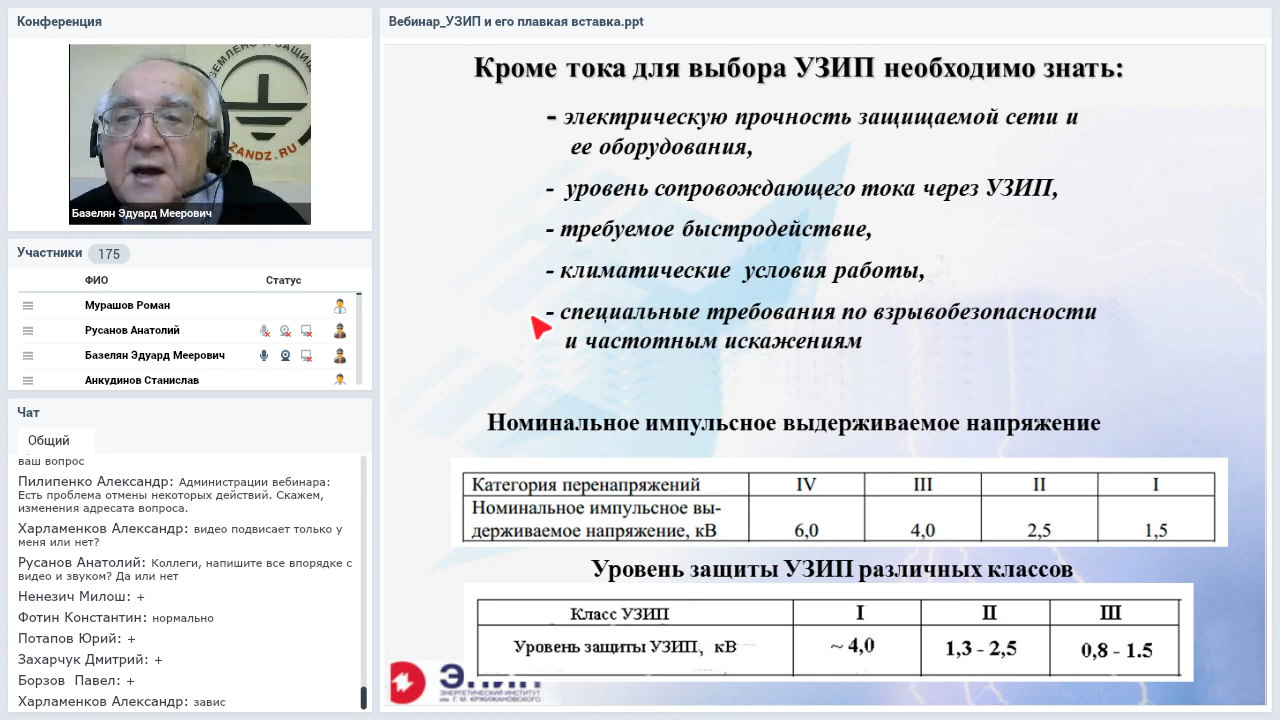 Конференция
ЗЕМЛЕНО И ЗАЩИЩ
ZANDZ.RU
Базелян Эдуард Меерович
Участники 175
ФИО Статус
Мурашов Роман
Русанов Анатолий
Базелян Эдуард Меерович
Анкудинов Станислав
Чат
Общий
ваш вопрос
Пилипенко Александр: Администрации вебинара:
Есть проблема отмены некоторых действий. Скажем,
изменения адресата вопроса.
Харламенков Александр: видео подвисает только у
меня или нет?
Русанов Анатолий: Коллеги, напишите все впорядке с
видео и звуком? Да или нет
Ненезич Милош: +
Фотин Константин: нормально
Потапов Юрий: +
Захарчук Дмитрий: +
Борзов Павел: +
Харламенков Александр: завис
Вебинар_УЗИП и его плавкая вставка.ppt
Кроме тока для выбора УЗИП необходимо знать:
- электрическую прочность защищаемой сети и
ее оборудования,
- уровень сопровождающего тока через УЗИП,
- требуемое быстродействие,
- климатические условия работы,
- специальные требования по взрывобезопасности
и частотным искажениям
Номинальное импульсное выдерживаемое напряжение
Категория перенапряжений IV III II I
Номинальное импульсное вы-
держиваемое напряжение, кВ 6,0 4,0 2,5 1,5
Уровень защиты УЗИП различных классов
Класс УЗИП I II III
Уровень защиты УЗИП, кВ ~ 4,0 1,3 - 2,5 0,8 - 1.5
ЭНИН
ЭНЕРГЕТИЧЕСКИЙ ИНСТИТУТ
им. Г. М. КРЖИЖАНОВСКОГО